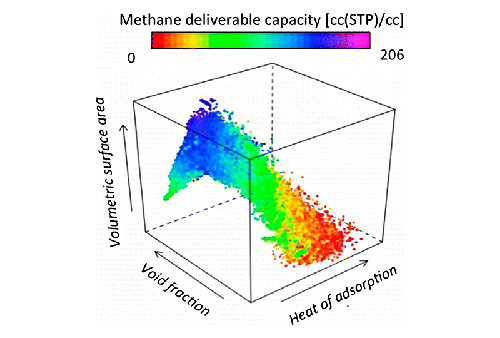 Methane deliverable capacity [cc(STP)/cc]
0
206
Volumetric surface area
Void fraction
Heat of adsorption